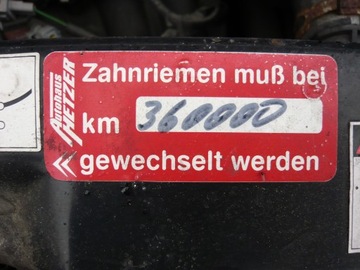 Autohaus
HETZER
Zahnriemen muß bei
km 360000
gewechselt werden